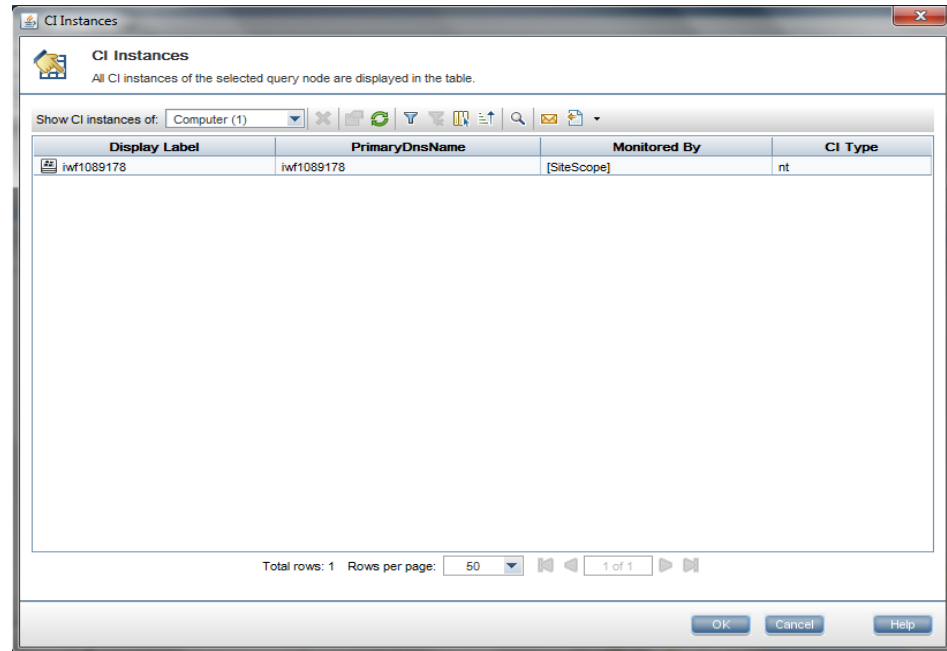 CI Instances
CI Instances
All CI instances of the selected query node are displayed in the table.
Show CI instances of: Computer (1)
Display Label PrimaryDnsName Monitored By CI Type
iwf1089178 iwf1089178 [SiteScope] nt
Total rows: 1 Rows per page: 50 1 of 1
OK Cancel Help